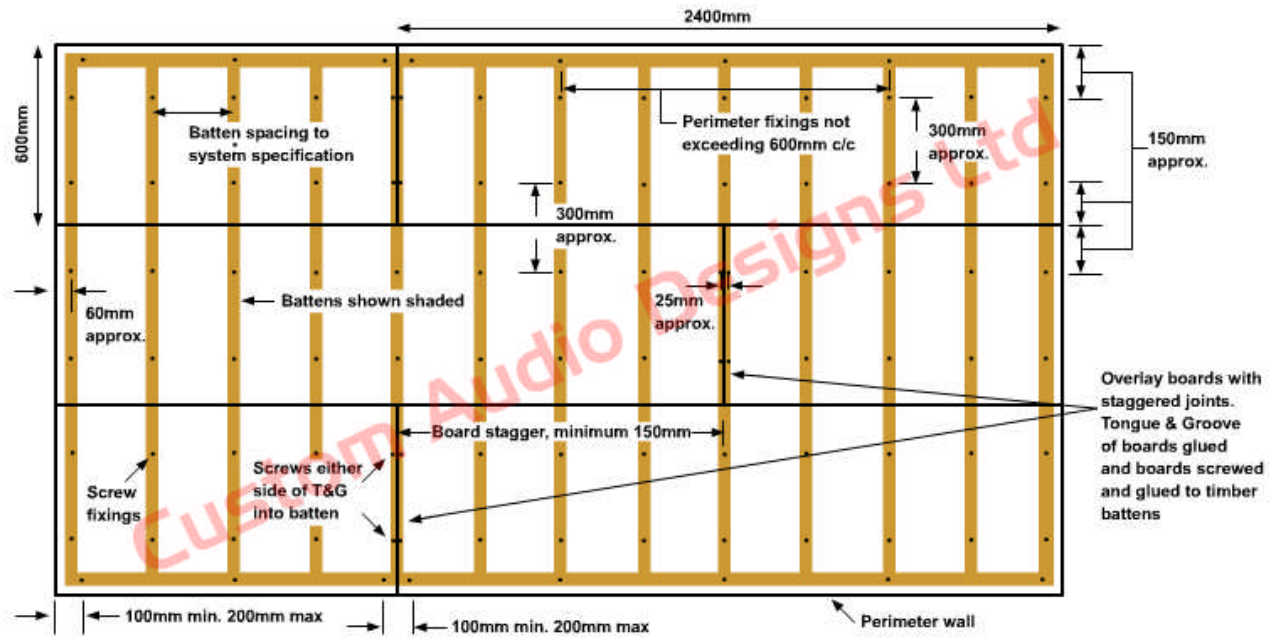 2400mm
600mm
Batten spacing to
system specification
Perimeter fixings not
exceeding 600mm c/c
300mm
approx.
150mm
approx.
300mm
approx.
60mm
approx.
Battens shown shaded
25mm
approx.
Overlay boards with
staggered joints.
Tongue & Groove
of boards glued
and boards screwed
and glued to timber
battens
Board stagger, minimum 150mm
Screw
fixings
Screws either
side of T&G
into batten
100mm min. 200mm max
100mm min. 200mm max
Perimeter wall
Custom Audio Designs Ltd